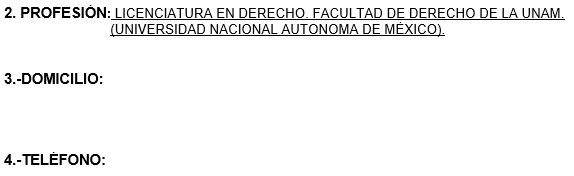 2. PROFESIÓN: LICENCIATURA EN DERECHO. FACULTAD DE DERECHO DE LA UNAM.
(UNIVERSIDAD NACIONAL AUTONOMA DE MÉXICO).
3.-DOMICILIO:
4.-TELÉFONO: